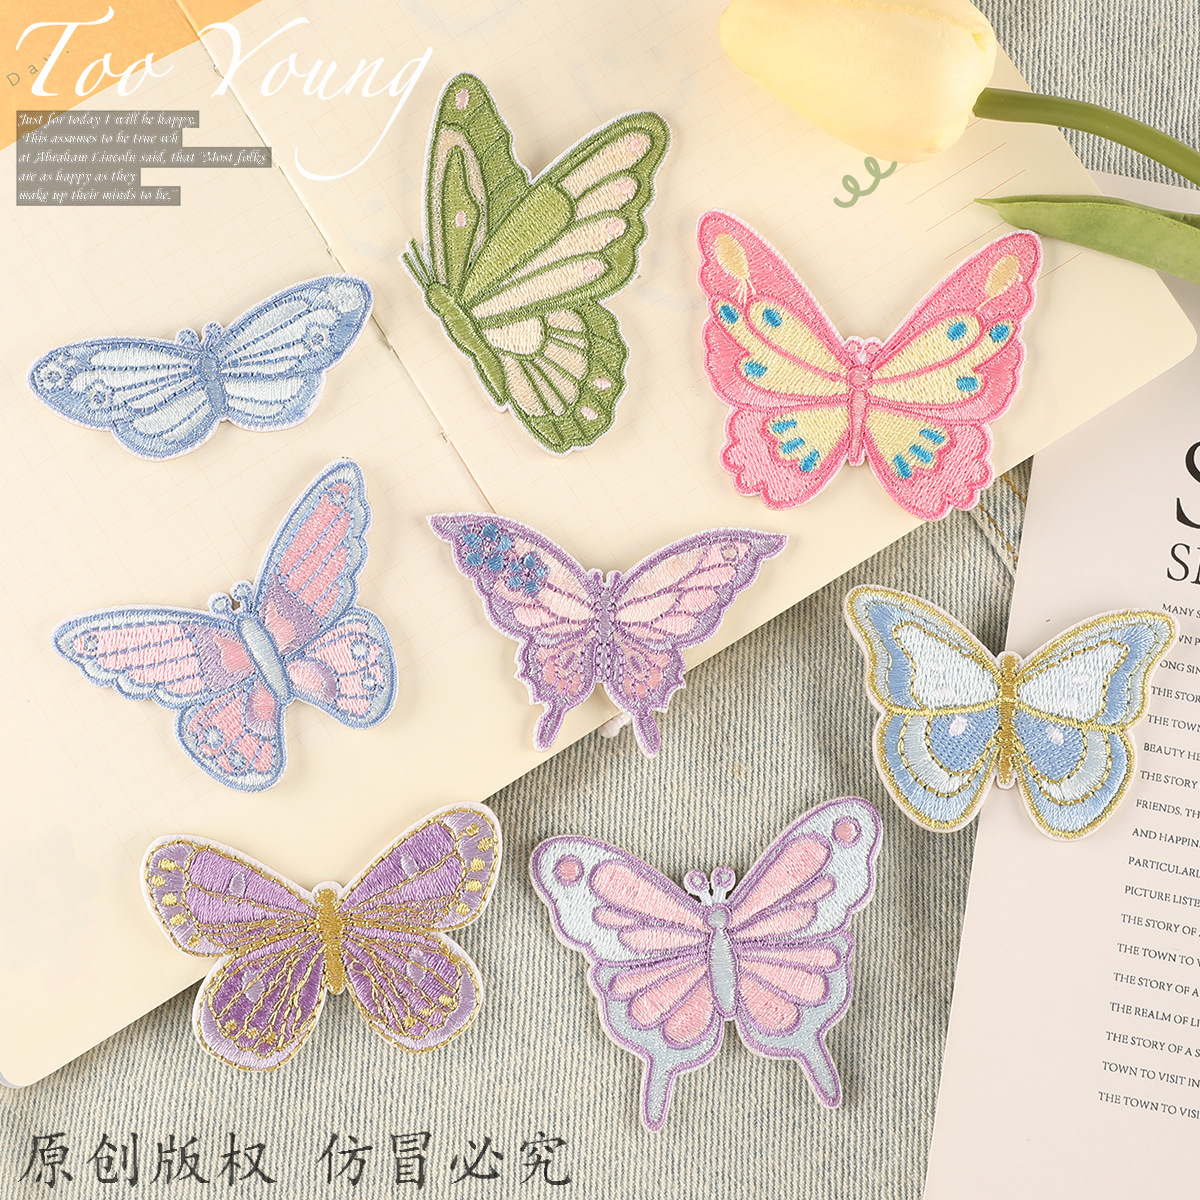 Too Young
Day.
Just for today I will be happy.
This assumes to be true wh
at Abraham Lincoln said, that "Most folks
are as happy as they
make up their minds to be."
S
MANY
OWN P
ONG SIN
THE STOR
THE TOWN
BEAUTY HE
THE STORY
FRIENDS. TH
AND HAPPIN
PARTICULARL
PICTURE LISTE
THE STORY OF
THE TOWN TO V
THE STORY OF A
THE REALM OF LI
THE STORY OF A S
TOWN TO VISIT IN
THE TOWN TO VISI
原创版权 仿冒必究